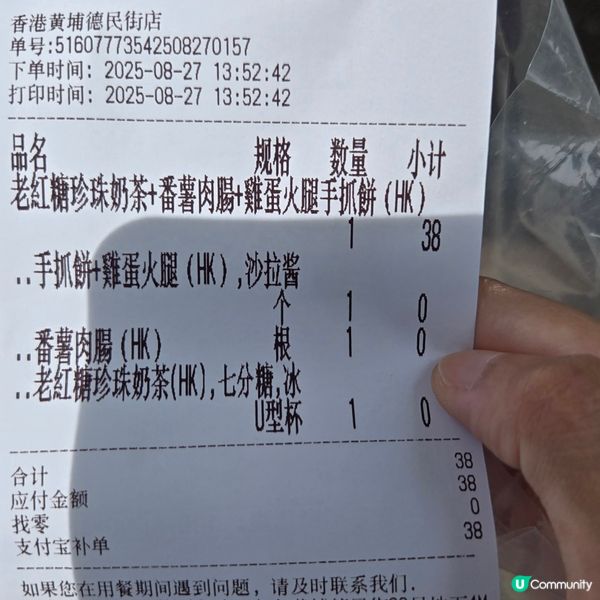 香港黄埔德民街店
单号:51607773542508270157
下单时间: 2025-08-27 13:52:42
打印时间: 2025-08-27 13:52:42
品名 规格 数量 小计
老紅糖珍珠奶茶+番薯肉腸+雞蛋火腿手抓餅(HK)
1 38
..手抓餅+雞蛋火腿(HK),沙拉酱
个 1 0
..番薯肉腸(HK) 根 1 0
..老紅糖珍珠奶茶(HK),七分糖,冰
U型杯 1 0
合计 38
应付金额 38
找零 0
支付宝补单 38
如果您在用餐期间遇到问题, 请及时联系我们.
U Community